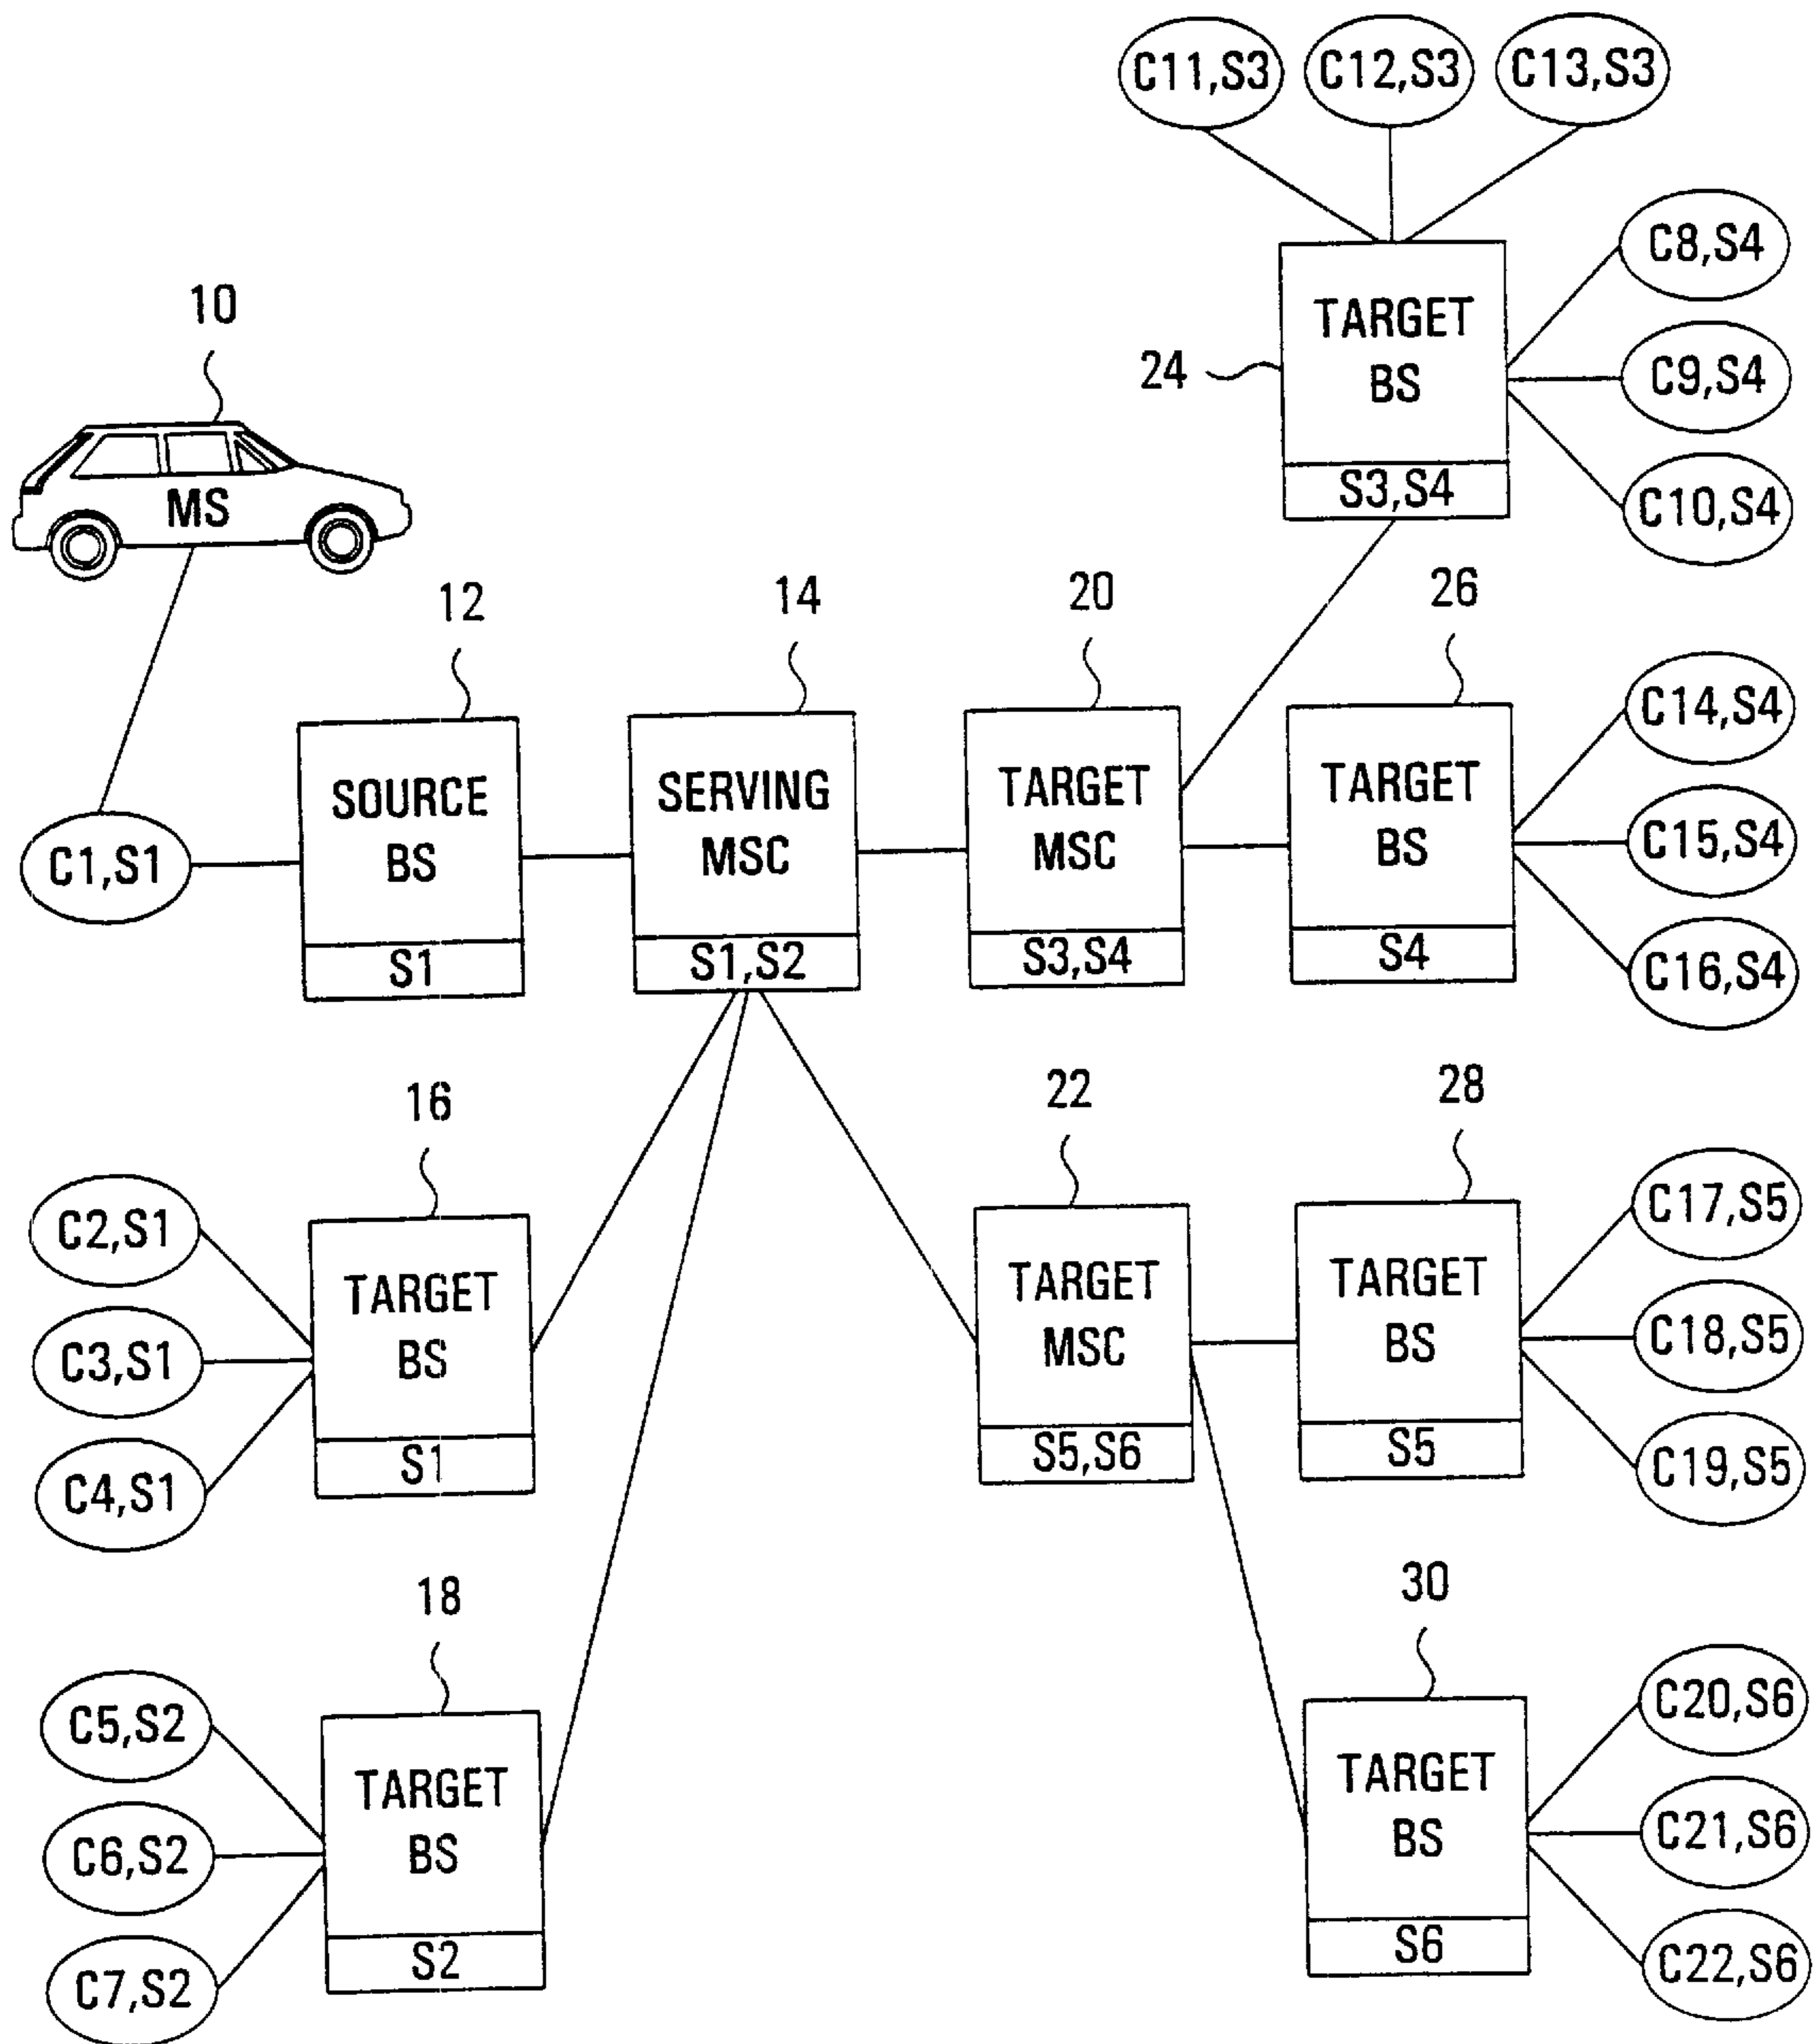 C11,S3
C12,S3
C13,S3
C8,S4
C9,S4
C10,S4
24
TARGET
BS
S3,S4
10
MS
12
14
20
26
C1,S1
SOURCE
BS
S1
SERVING
MSC
S1,S2
TARGET
MSC
S3,S4
TARGET
BS
S4
C14,S4
C15,S4
C16,S4
16
22
28
C2,S1
C3,S1
C4,S1
TARGET
BS
S1
TARGET
MSC
S5,S6
TARGET
BS
S5
C17,S5
C18,S5
C19,S5
18
30
C5,S2
C6,S2
C7,S2
TARGET
BS
S2
TARGET
BS
S6
C20,S6
C21,S6
C22,S6